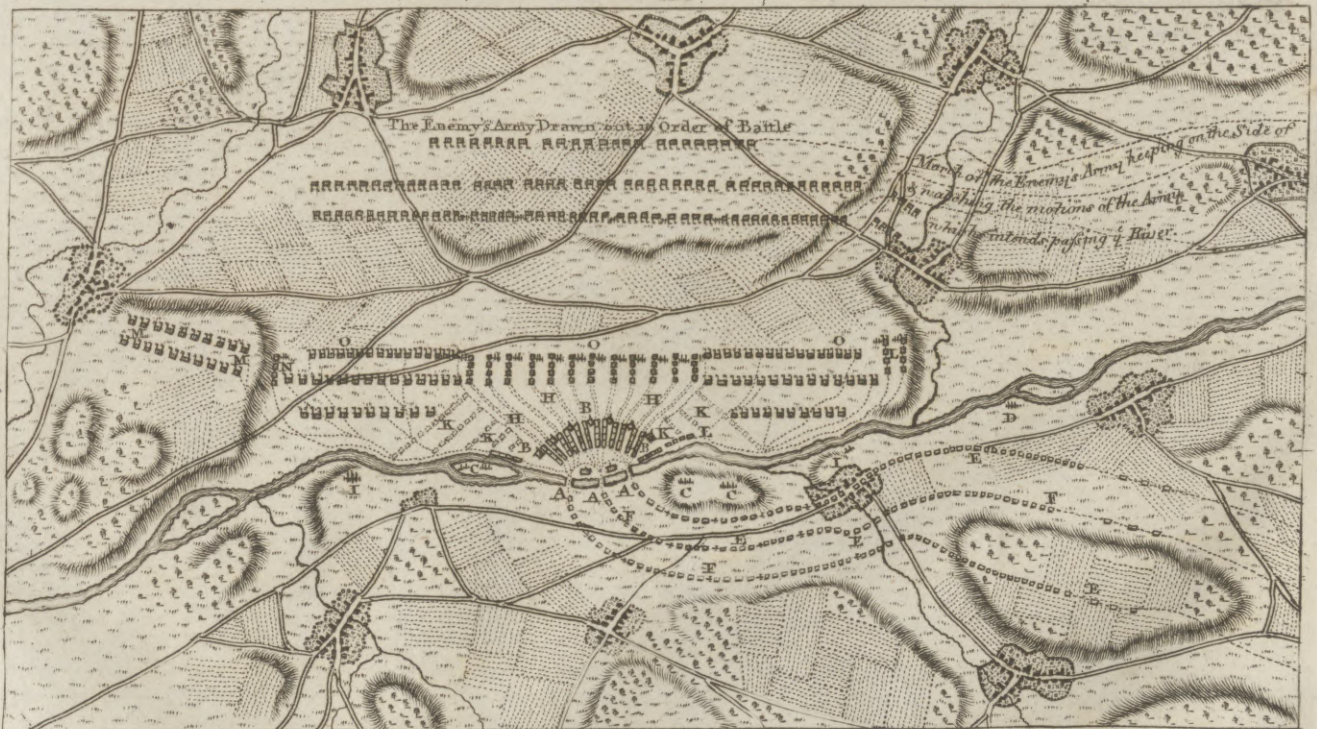 The Enemy's Army Drawn out in Order of Battle
March of the Enemy's Army keeping on the Side of
& watching the motions of the Army
which intends passing ye River.
O O O
N M N L
H B H
K H K
K B K L D
C I E
I C C F
A A A
F E F
F E